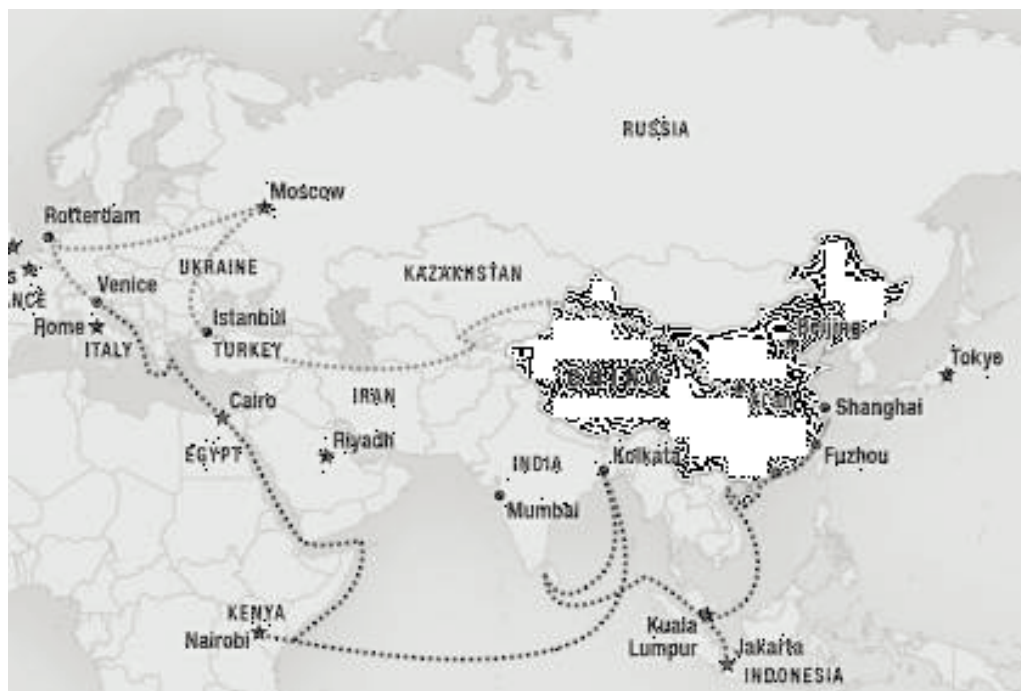 RUSSIA
Moscow
Rotterdam
UKRAINE
KAZAKHSTAN
Venice
Istanbul
Rome
ITALY
TURKEY
Tokyo
IRAN
Cairo
Shanghai
Riyadh
EGYPT
INDIA
Kolkata
Fuzhou
Mumbai
KENYA
Nairobi
Kuala
Lumpur
Jakarta
INDONESIA
Beijing